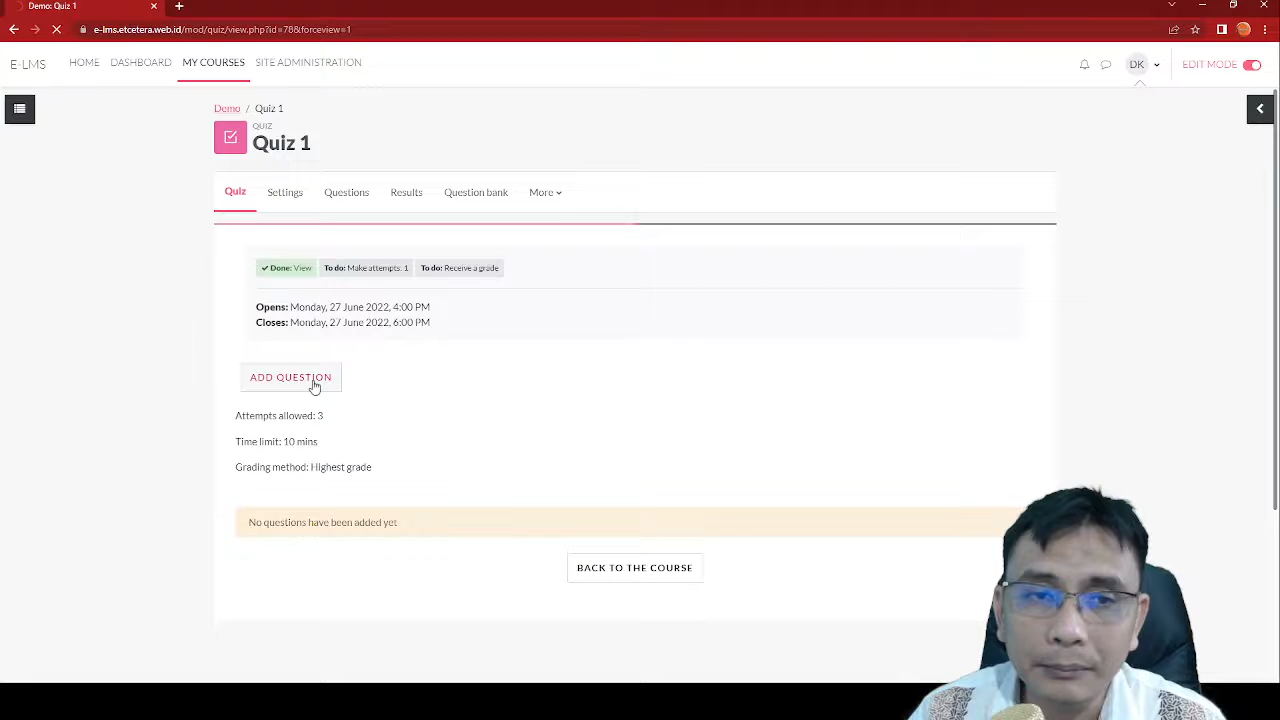 Demo: Quiz 1
e-lms.etcetera.web.id/mod/quiz/view.php?id=78&forceview=1
E-LMS HOME DASHBOARD MY COURSES SITE ADMINISTRATION DK EDIT MODE
Demo / Quiz 1
QUIZ
Quiz 1
Quiz Settings Questions Results Question bank More
Done: View To do: Make attempts: 1 To do: Receive a grade
Opens: Monday, 27 June 2022, 4:00 PM
Closes: Monday, 27 June 2022, 6:00 PM
ADD QUESTION
Attempts allowed: 3
Time limit: 10 mins
Grading method: Highest grade
No questions have been added yet
BACK TO THE COURSE